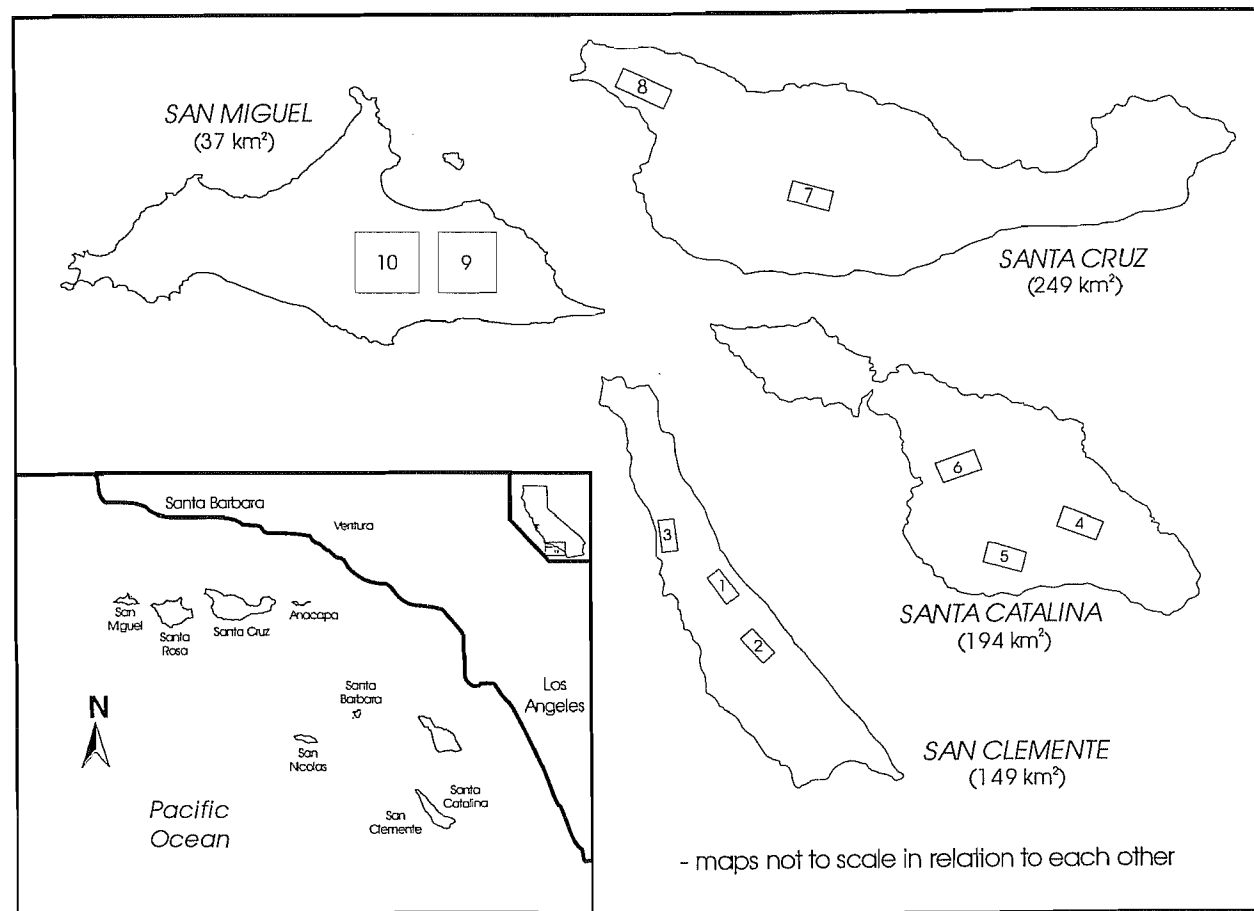 SAN MIGUEL
(37 km²)
10
9
8
7
SANTA CRUZ
(249 km²)
6
4
5
SANTA CATALINA
(194 km²)
3
1
2
SAN CLEMENTE
(149 km²)
- maps not to scale in relation to each other
Santa Barbara
Ventura
Los
Angeles
San
Miguel
Santa
Rosa
Santa Cruz
Anacapa
Santa
Barbara
San
Nicolas
Santa
Catalina
San
Clemente
N
Pacific
Ocean